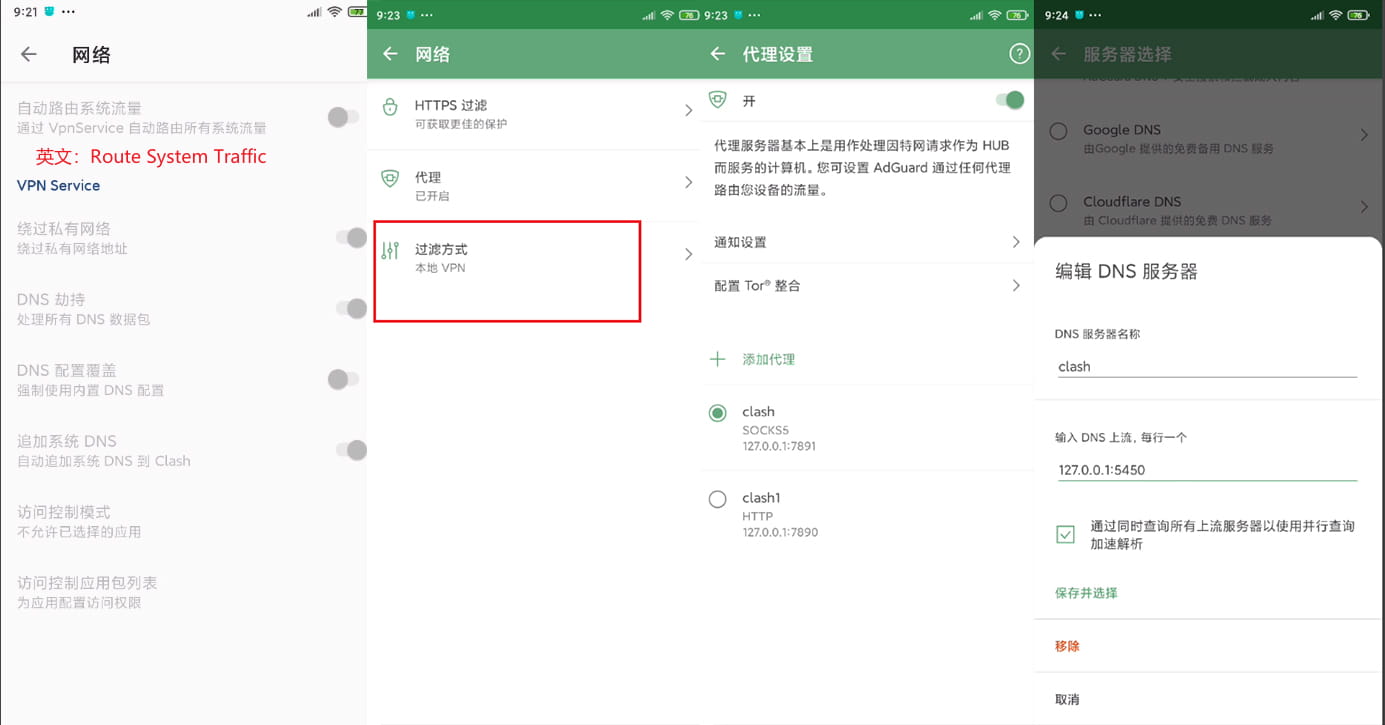 9:21
77
网络
自动路由系统流量
通过 VpnService 自动路由所有系统流量
英文：Route System Traffic
VPN Service
绕过私有网络
绕过私有网络地址
DNS 劫持
处理所有 DNS 数据包
DNS 配置覆盖
强制使用内置 DNS 配置
追加系统 DNS
自动追加系统 DNS 到 Clash
访问控制模式
不允许已选择的应用
访问控制应用包列表
为应用配置访问权限
9:23
76
网络
HTTPS 过滤
可获取更佳的保护
代理
已开启
过滤方式
本地 VPN
9:23
76
代理设置
开
代理服务器基本上是用作处理因特网请求作为 HUB
而服务的计算机。您可设置 AdGuard 通过任何代理
路由您设备的流量。
通知设置
配置 Tor® 整合
添加代理
clash
SOCKS5
127.0.0.1:7891
clash1
HTTP
127.0.0.1:7890
9:24
76
服务器选择
Google DNS
由Google 提供的免费备用 DNS 服务
Cloudflare DNS
由 Cloudflare 提供的免费 DNS 服务
编辑 DNS 服务器
DNS 服务器名称
clash
输入 DNS 上流，每行一个
127.0.0.1:5450
通过同时查询所有上流服务器以使用并行查询
加速解析
保存并选择
移除
取消